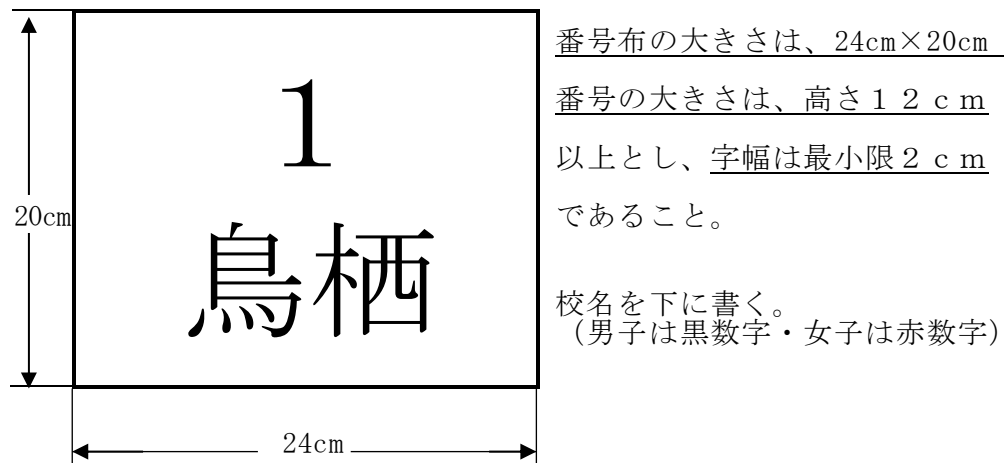 1
鳥栖
20cm
24cm
番号布の大きさは、24cm×20cm
番号の大きさは、高さ１２ｃｍ
以上とし、字幅は最小限２ｃｍ
であること。
校名を下に書く。
（男子は黒数字・女子は赤数字）